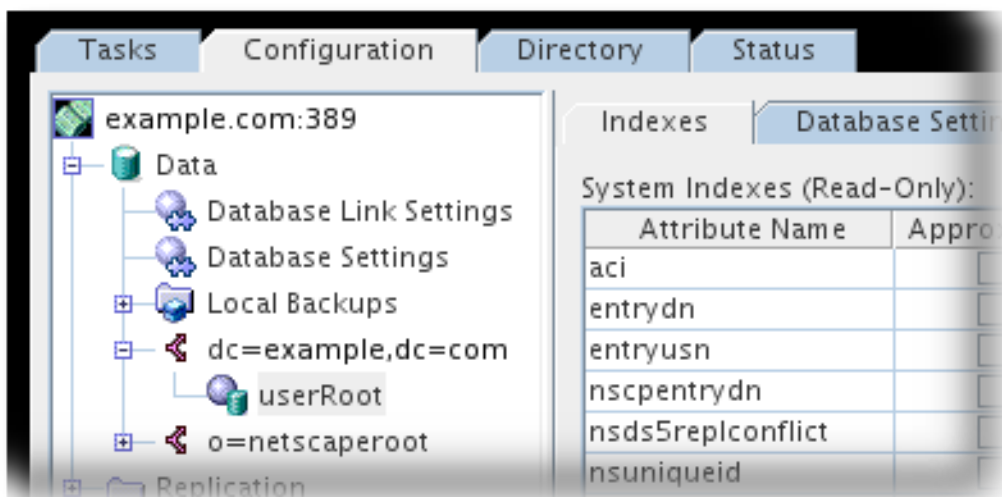 Tasks
Configuration
Directory
Status
example.com:389
Data
Database Link Settings
Database Settings
Local Backups
dc=example,dc=com
userRoot
o=netscaperoot
Replication
Indexes
Database
System Indexes (Read-Only):
Attribute Name
aci
entrydn
entryusn
nscpentrydn
nsds5replconflict
nsuniqueid